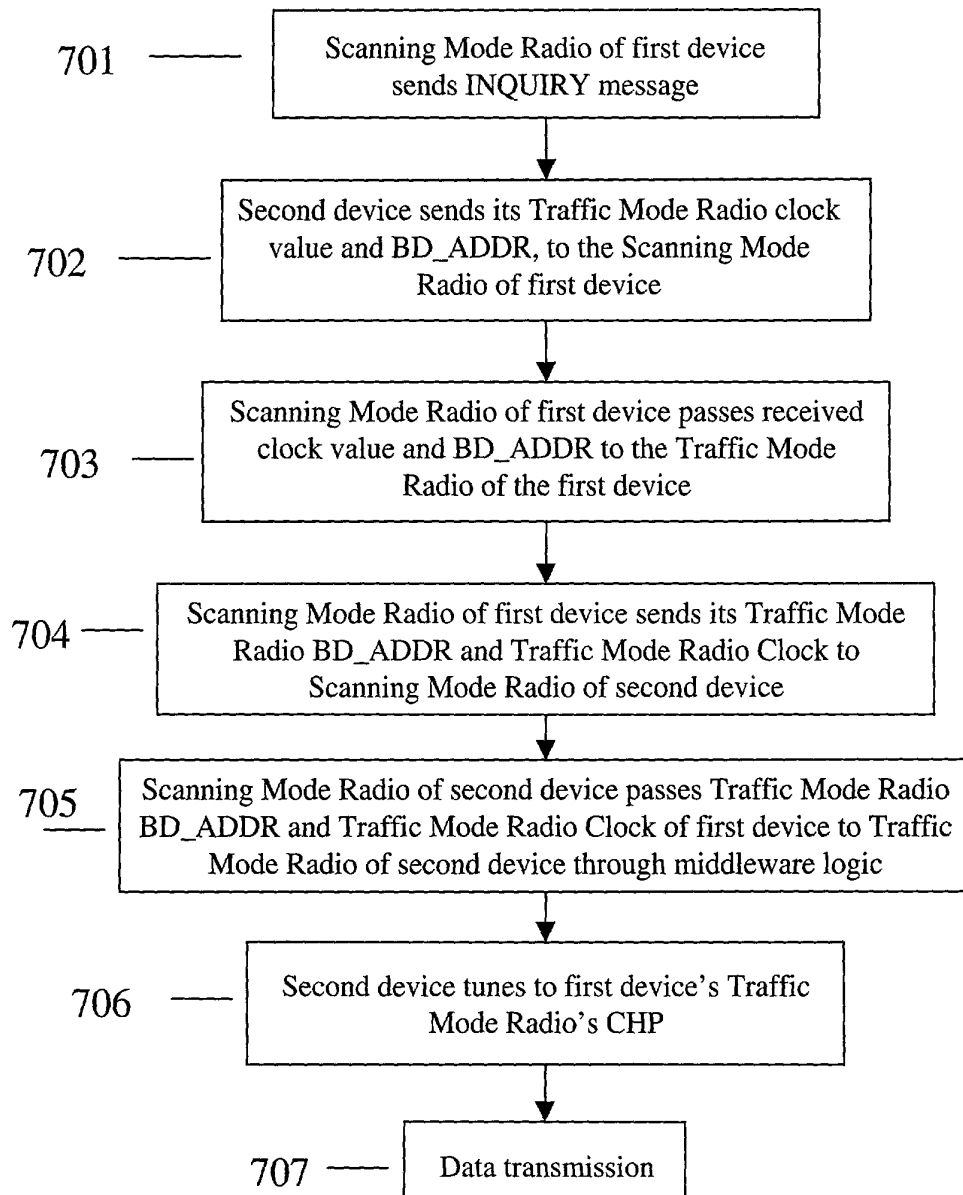 701
Scanning Mode Radio of first device
sends INQUIRY message
702
Second device sends its Traffic Mode Radio clock
value and BD_ADDR, to the Scanning Mode
Radio of first device
703
Scanning Mode Radio of first device passes received
clock value and BD_ADDR to the Traffic Mode
Radio of the first device
704
Scanning Mode Radio of first device sends its Traffic Mode
Radio BD_ADDR and Traffic Mode Radio Clock to
Scanning Mode Radio of second device
705
Scanning Mode Radio of second device passes Traffic Mode Radio
BD_ADDR and Traffic Mode Radio Clock of first device to Traffic
Mode Radio of second device through middleware logic
706
Second device tunes to first device's Traffic
Mode Radio's CHP
707
Data transmission